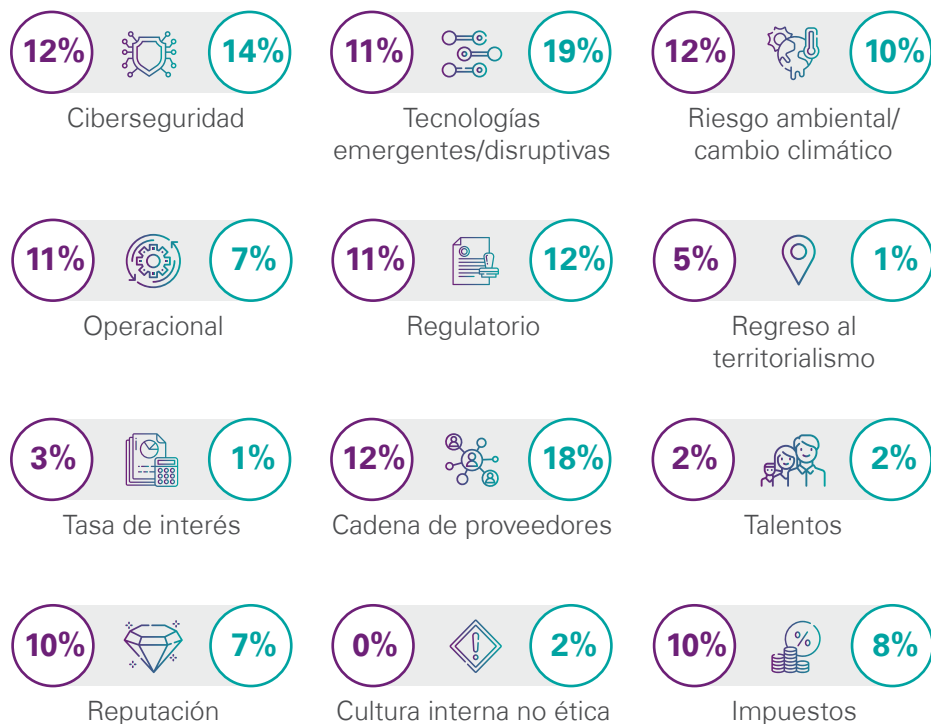 12% 14% 11% 19% 12% 10%
Ciberseguridad
Tecnologías
emergentes/disruptivas
Riesgo ambiental/
cambio climático
11% 7% 11% 12% 5% 1%
Operacional
Regulatorio
Regreso al
territorialismo
3% 1% 12% 18% 2% 2%
Tasa de interés
Cadena de proveedores
Talentos
10% 7% 0% 2% % 10% 8%
Reputación
Cultura interna no ética
Impuestos